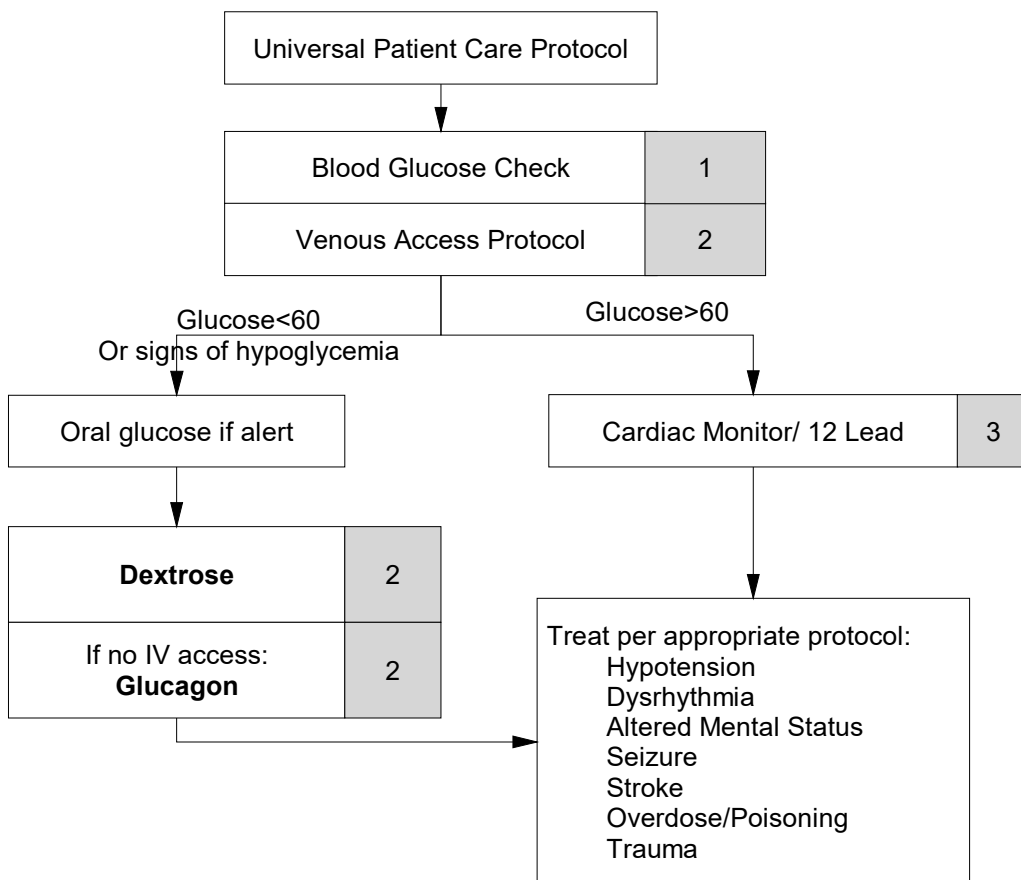 Universal Patient Care Protocol
Blood Glucose Check 1
Venous Access Protocol 2
Glucose<60
Or signs of hypoglycemia
Glucose>60
Oral glucose if alert
Cardiac Monitor/ 12 Lead 3
Dextrose 2
If no IV access:
Glucagon
2
Treat per appropriate protocol:
Hypotension
Dysrhythmia
Altered Mental Status
Seizure
Stroke
Overdose/Poisoning
Trauma